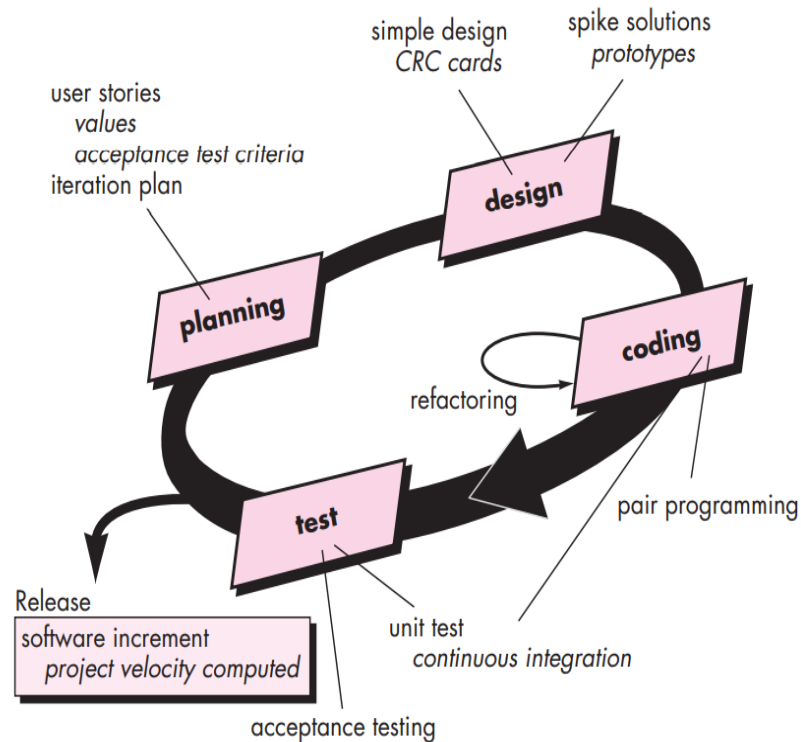 simple design
CRC cards
spike solutions
prototypes
user stories
values
acceptance test criteria
iteration plan
design
planning
coding
refactoring
test
pair programming
Release
software increment
project velocity computed
unit test
continuous integration
acceptance testing